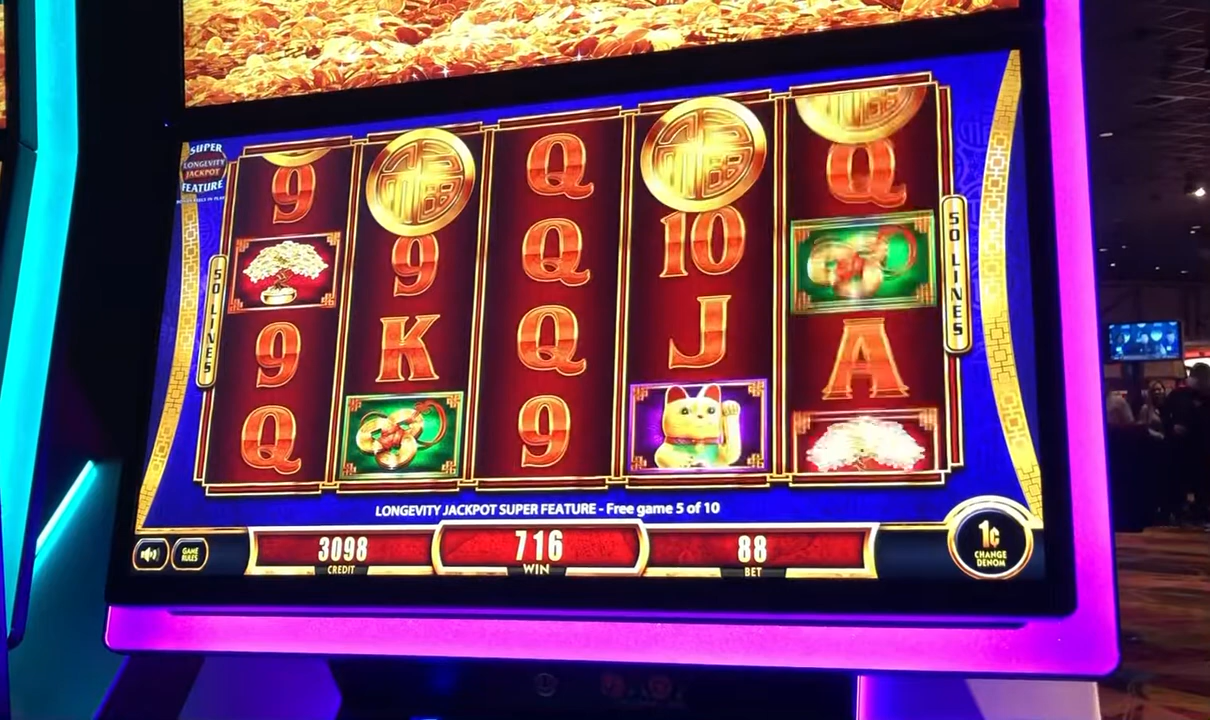 SUPER
LONGEVITY
JACKPOT
FEATURE
50 LINES
50 LINES
9
Q
Q
9
Q
10
Q
9
K
Q
J
A
9
Q
9
LONGEVITY JACKPOT SUPER FEATURE - Free game 5 of 10
GAME
RULES
3098
CREDIT
716
WIN
88
BET
1¢
CHANGE
DENOM